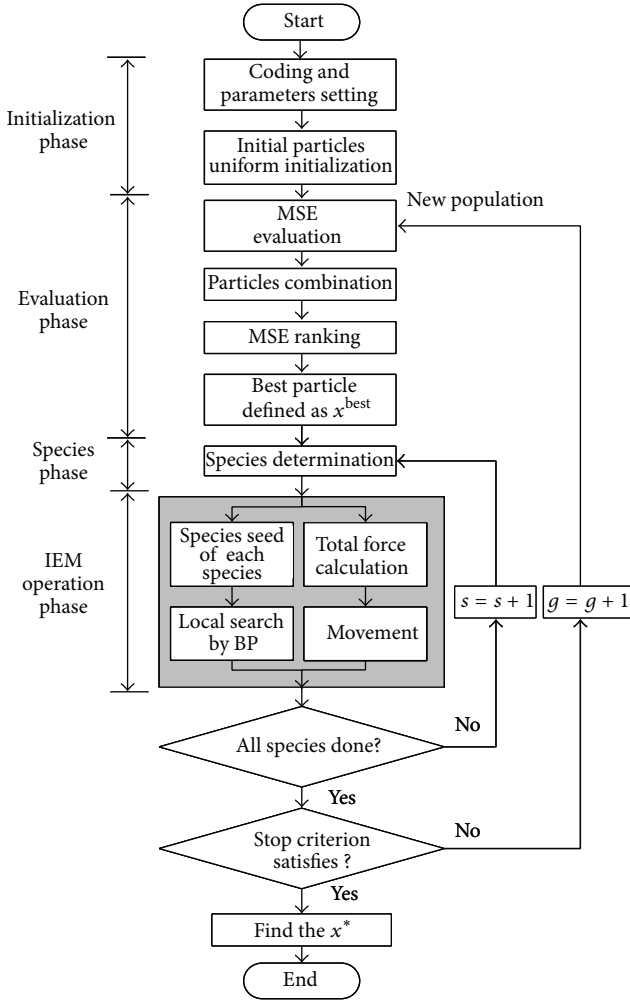 Start
Coding and
parameters setting
Initialization
phase
Initial particles
uniform initialization
New population
MSE
evaluation
Particles combination
Evaluation
phase
MSE ranking
Best particle
defined as x^best
Species
phase
Species determination
Species seed
of each
species
Total force
calculation
IEM
operation
phase
s = s + 1
g = g + 1
Local search
by BP
Movement
All species done?
No
Yes
Stop criterion
satisfies ?
No
Yes
Find the x*
End